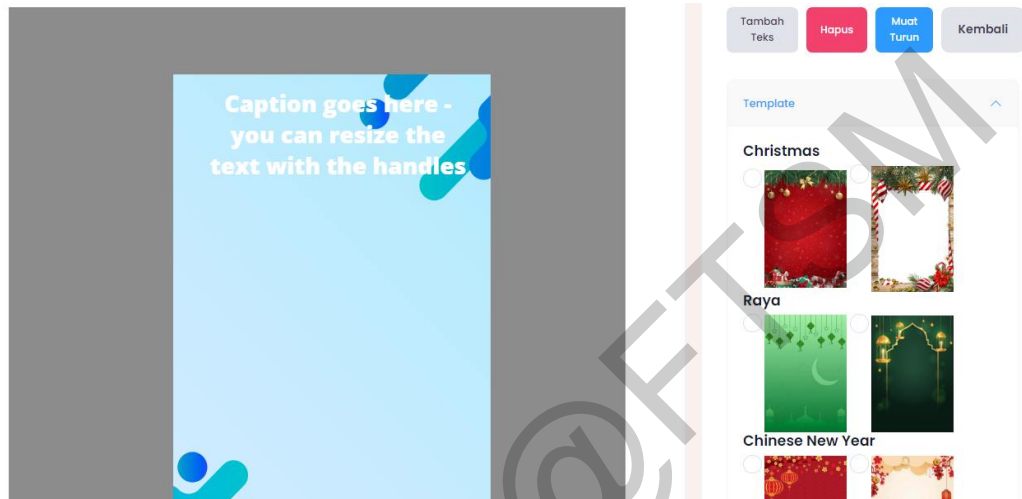 Caption goes here -
you can resize the
text with the handles
Tambah
Teks
Hapus
Muat
Turun
Kembali
Template
Christmas
Raya
Chinese New Year
@FTSM